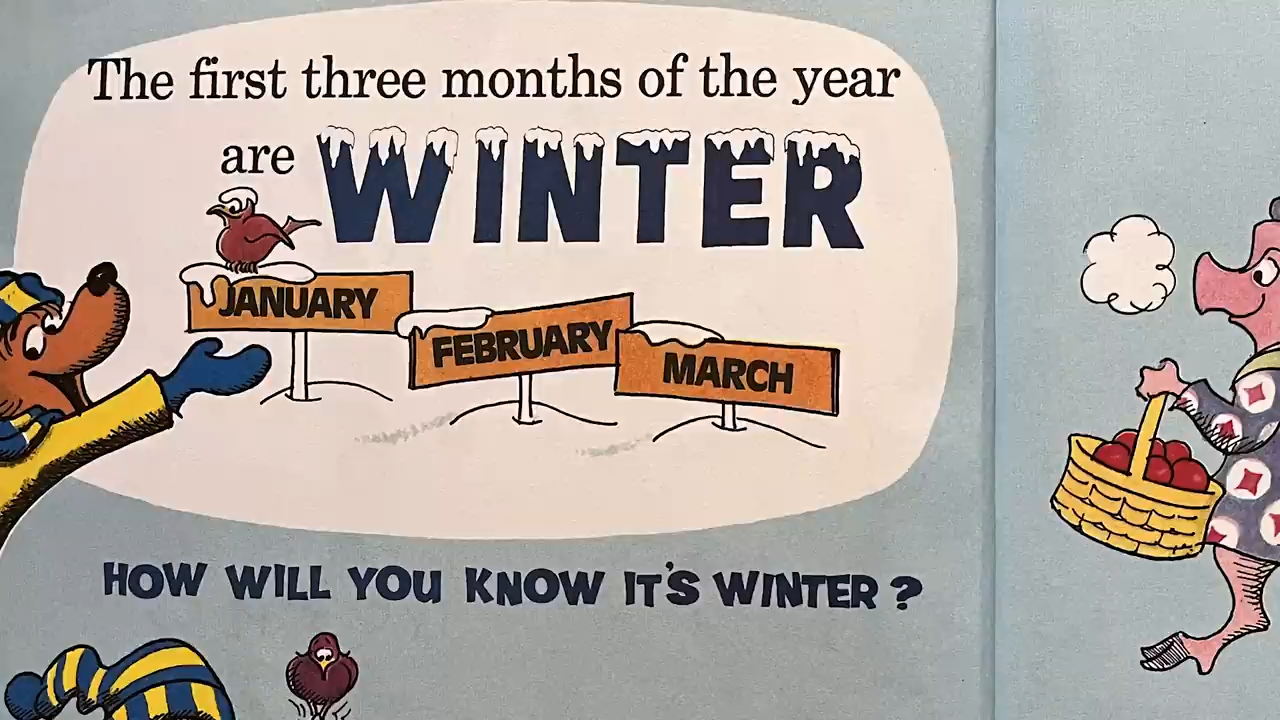 The first three months of the year
are WINTER
JANUARY
FEBRUARY
MARCH
HOW WILL YOU KNOW IT'S WINTER?